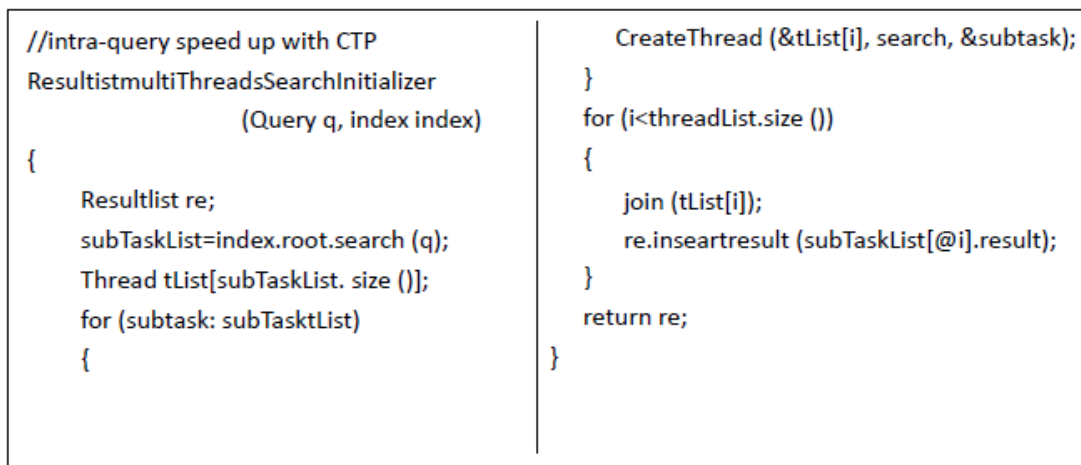 //intra-query speed up with CTP
ResultistmultiThreadsSearchInitializer
(Query q, index index)
{
Resultlist re;
subTaskList=index.root.search (q);
Thread tList[subTaskList. size ()];
for (subtask: subTasktList)
{
CreateThread (&tList[i], search, &subtask);
}
for (i<threadList.size ())
{
join (tList[i]);
re.inseartresult (subTaskList[@i].result);
}
return re;
}